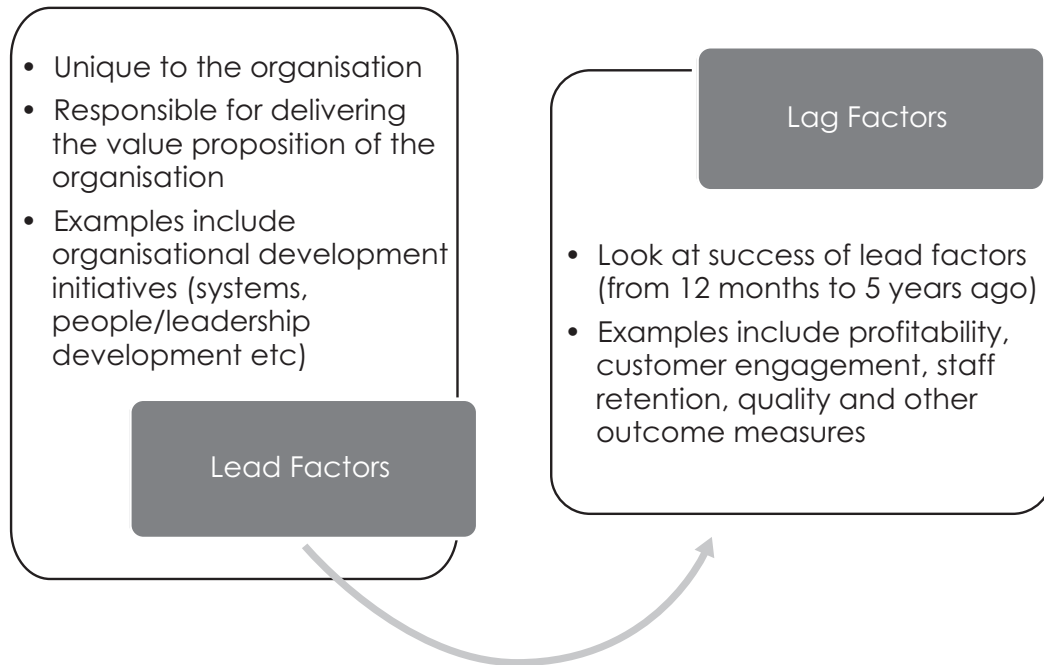 • Unique to the organisation
• Responsible for delivering
the value proposition of the
organisation
• Examples include
organisational development
initiatives (systems,
people/leadership
development etc)
Lead Factors
Lag Factors
• Look at success of lead factors
(from 12 months to 5 years ago)
• Examples include profitability,
customer engagement, staff
retention, quality and other
outcome measures